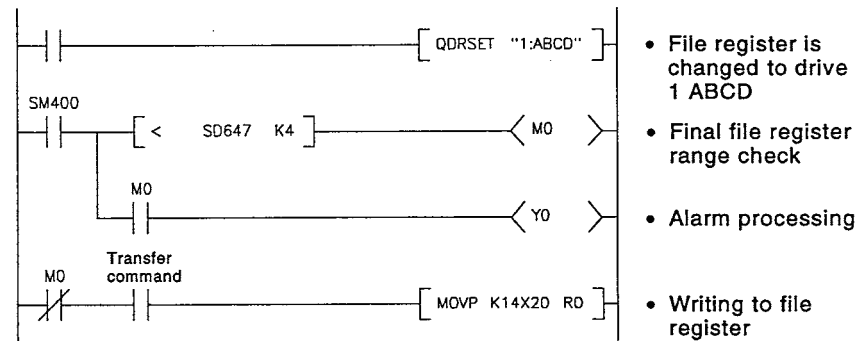 QDRSET "1:ABCD"
• File register is
changed to drive
1 ABCD
SM400
< SD647 K4
M0
• Final file register
range check
M0
Y0
• Alarm processing
M0
Transfer
command
MOVP K14X20 R0
• Writing to file
register